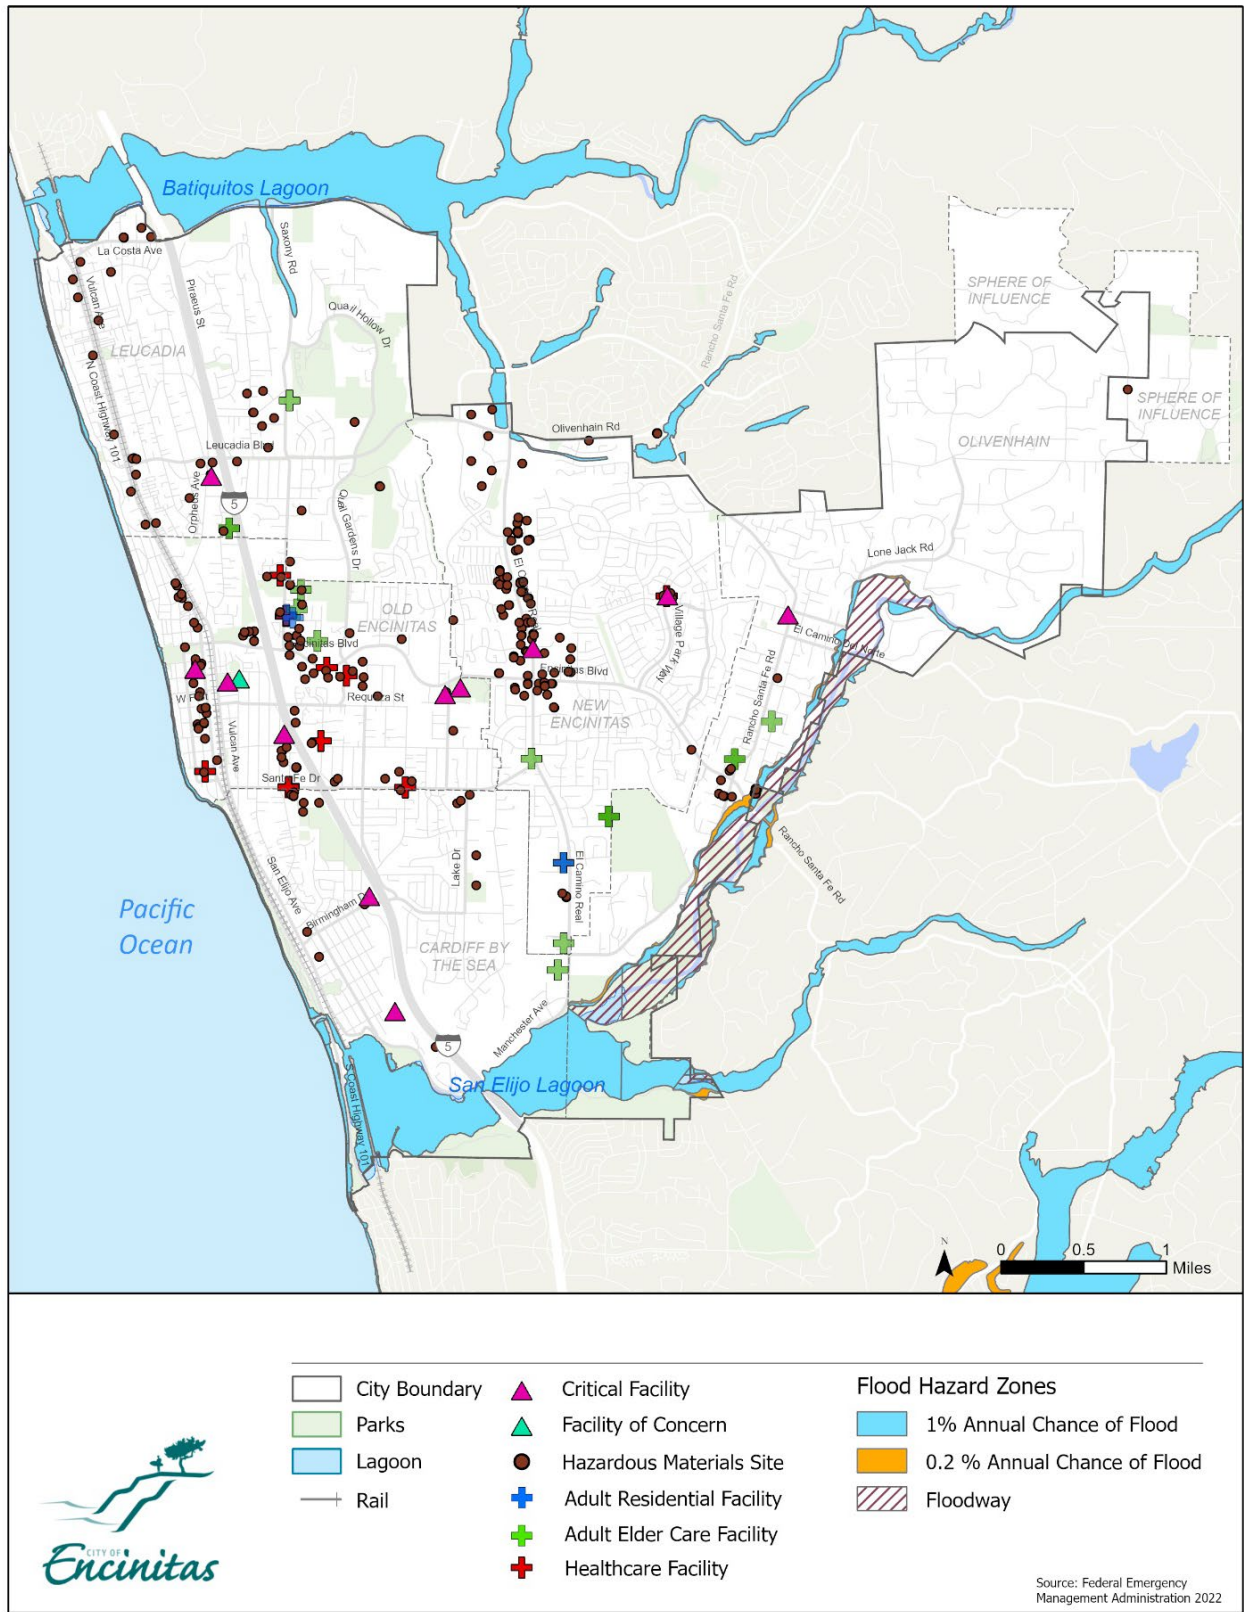 Batiquitos Lagoon
La Costa Ave
Saxony Rd
Vulcan Ave
Piraeus St
Quail Hollow Dr
Rancho Santa Fe Rd
SPHERE OF
INFLUENCE
LEUCADIA
N Coast Highway 101
SPHERE OF
INFLUENCE
Olivenhain Rd
OLIVENHAIN
Leucadia Blvd
Orpheus Ave
5
Quail Gardens Dr
Lone Jack Rd
OLD
ENCINITAS
Village Park Way
El Camino Del Norte
Encinitas Blvd
Requeza St
NEW
ENCINITAS
Rancho Santa Fe Rd
Vulcan Ave
Santa Fe Dr
Rancho Santa Fe Rd
San Elijo Ave
Lake Dr
El Camino Real
Pacific
Ocean
CARDIFF BY
THE SEA
Manchester Ave
5
San Elijo Lagoon
S Coast Highway 101
N
0 0.5 1
Miles
City Boundary
Parks
Lagoon
Rail
Critical Facility
Facility of Concern
Hazardous Materials Site
Adult Residential Facility
Adult Elder Care Facility
Healthcare Facility
Flood Hazard Zones
1% Annual Chance of Flood
0.2 % Annual Chance of Flood
Floodway
CITY OF
Encinitas
Source: Federal Emergency
Management Administration 2022